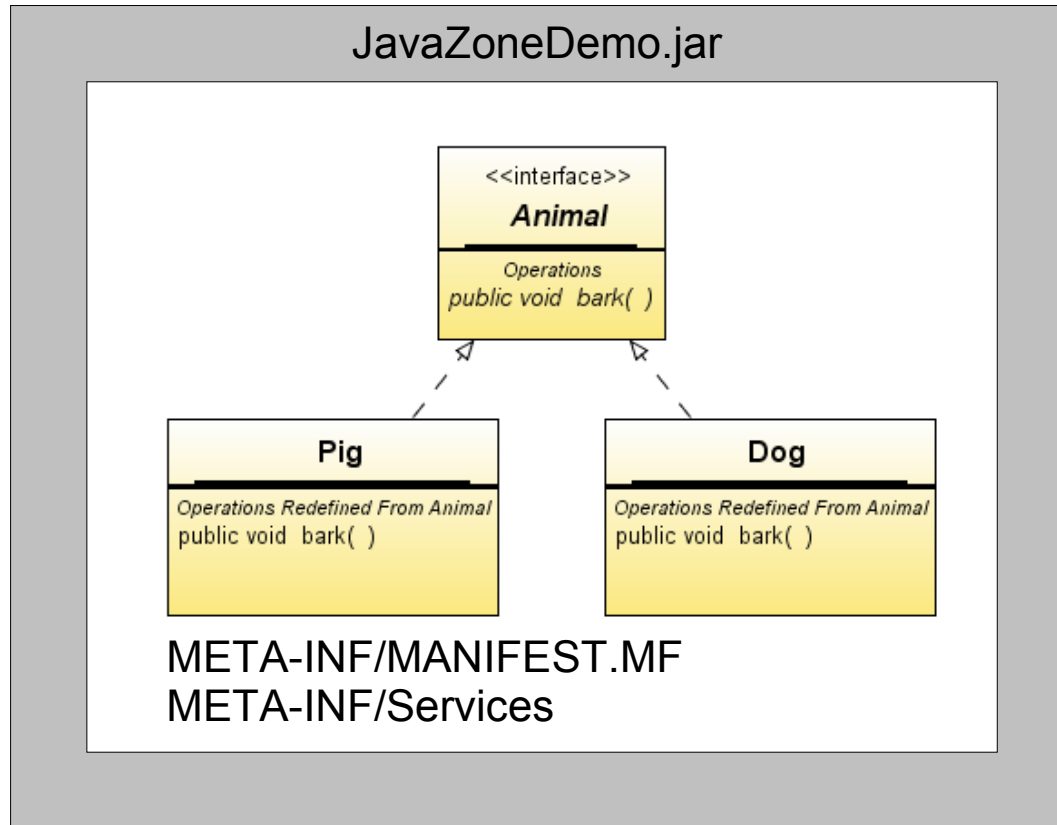 JavaZoneDemo.jar
<<interface>>
Animal
Operations
public void bark( )
Pig
Operations Redefined From Animal
public void bark( )
Dog
Operations Redefined From Animal
public void bark( )
META-INF/MANIFEST.MF
META-INF/Services